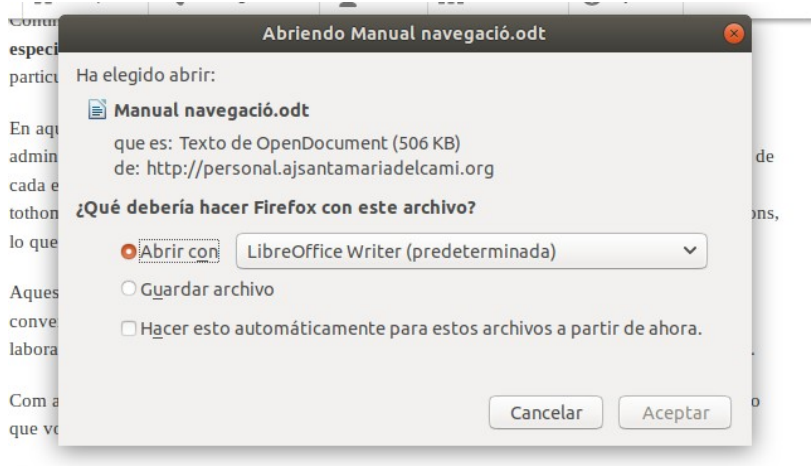 Abriendo Manual navegació.odt
especi
Ha elegido abrir:
particu
Manual navegació.odt
En aqu
que es: Texto de OpenDocument (506 KB)
admin de
de: http://personal.ajsantamariadelcami.org
cada e
¿Qué debería hacer Firefox con este archivo?
tothom ons,
lo que
Abrir con LibreOffice Writer (predeterminada)
Guardar archivo
Aques
Hacer esto automáticamente para estos archivos a partir de ahora.
conve
labora .
Com a o
Cancelar Aceptar
que vo